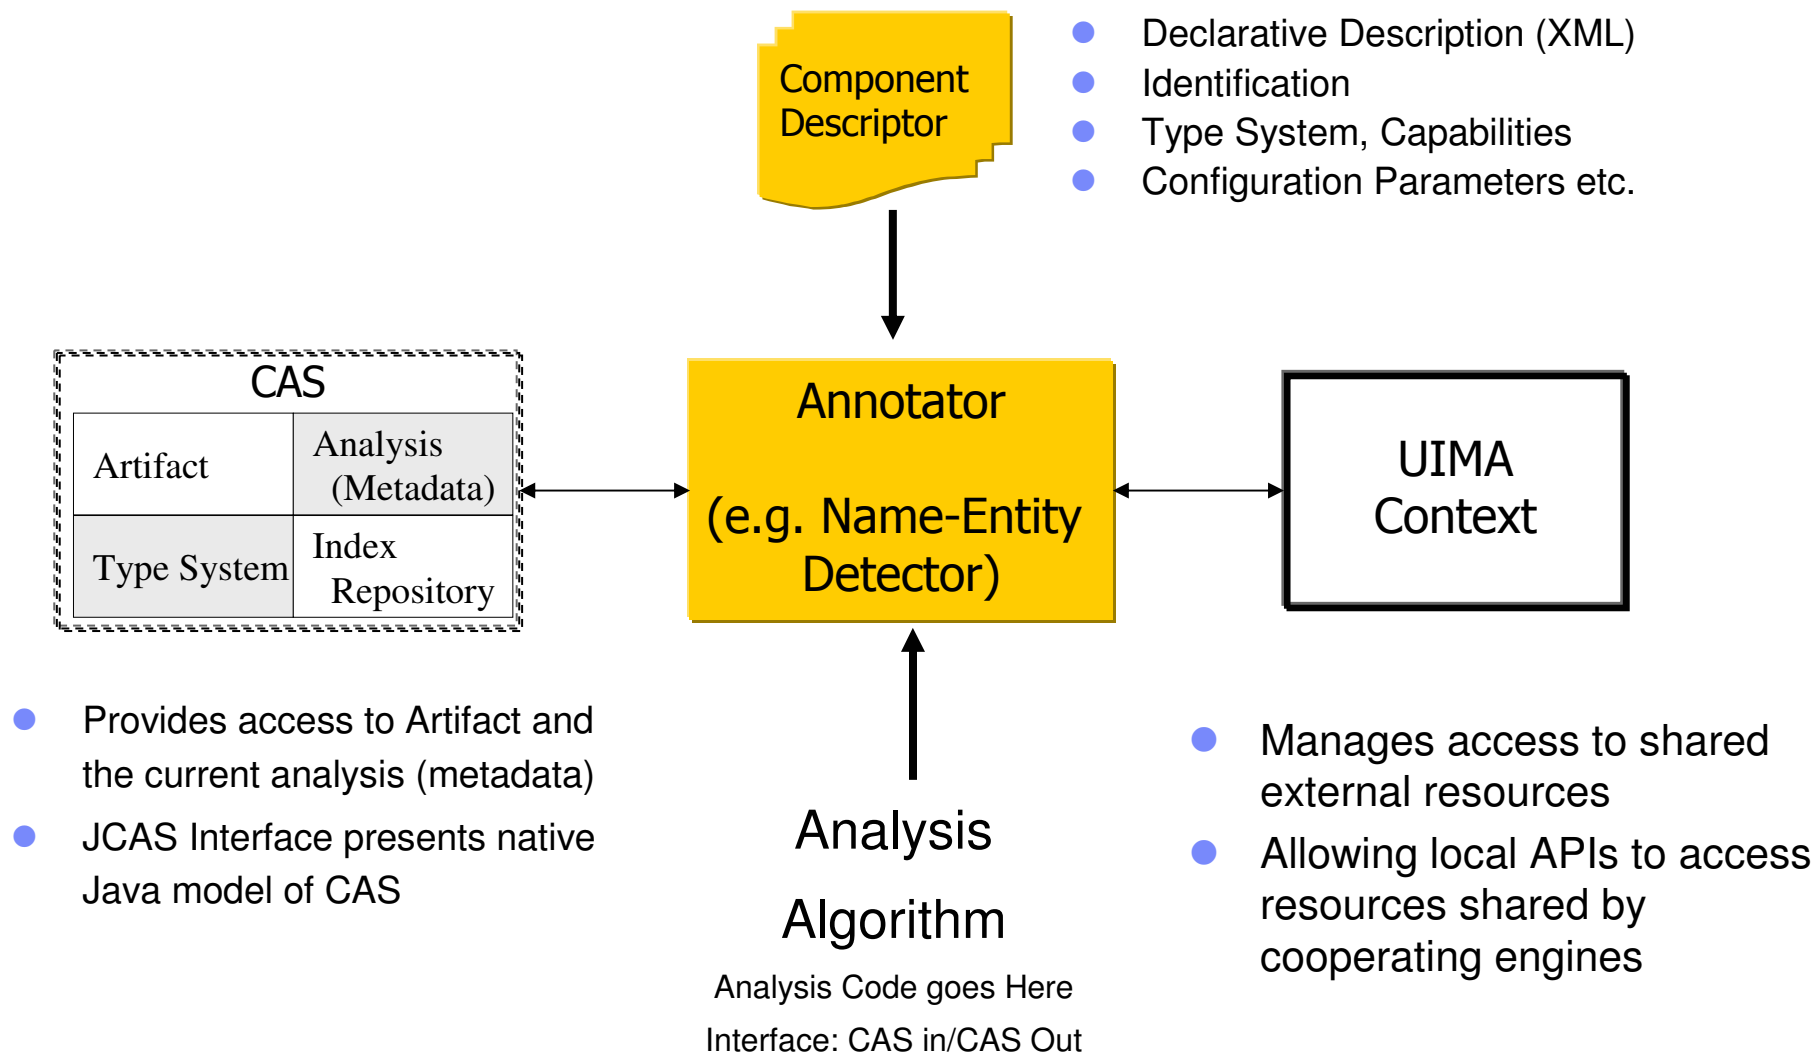 Component
Descriptor
Declarative Description (XML)
Identification
Type System, Capabilities
Configuration Parameters etc.
CAS
Artifact
Analysis
(Metadata)
Type System
Index
Repository
Annotator
(e.g. Name-Entity
Detector)
UIMA
Context
Provides access to Artifact and
the current analysis (metadata)
JCAS Interface presents native
Java model of CAS
Analysis
Algorithm
Analysis Code goes Here
Interface: CAS in/CAS Out
Manages access to shared
external resources
Allowing local APIs to access
resources shared by
cooperating engines